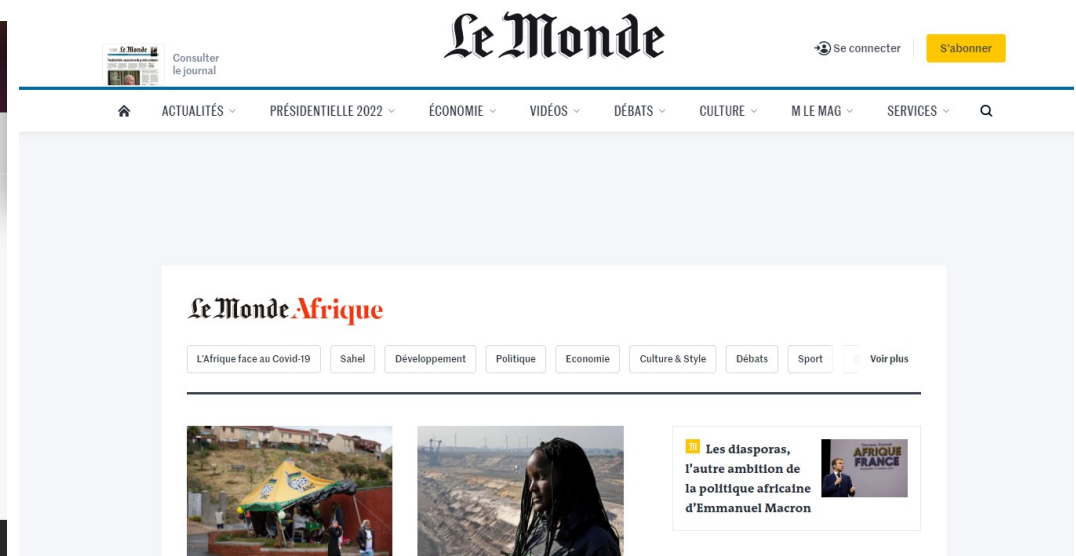 Le Monde
Consulter
le journal
Se connecter
S'abonner
ACTUALITÉS
PRÉSIDENTIELLE 2022
ÉCONOMIE
VIDÉOS
DÉBATS
CULTURE
M LE MAG
SERVICES
Le Monde Afrique
L'Afrique face au Covid-19
Sahel
Développement
Politique
Economie
Culture & Style
Débats
Sport
Voir plus
ANC
Les diasporas,
l'autre ambition de
la politique africaine
d'Emmanuel Macron
AFRIQUE
FRANCE